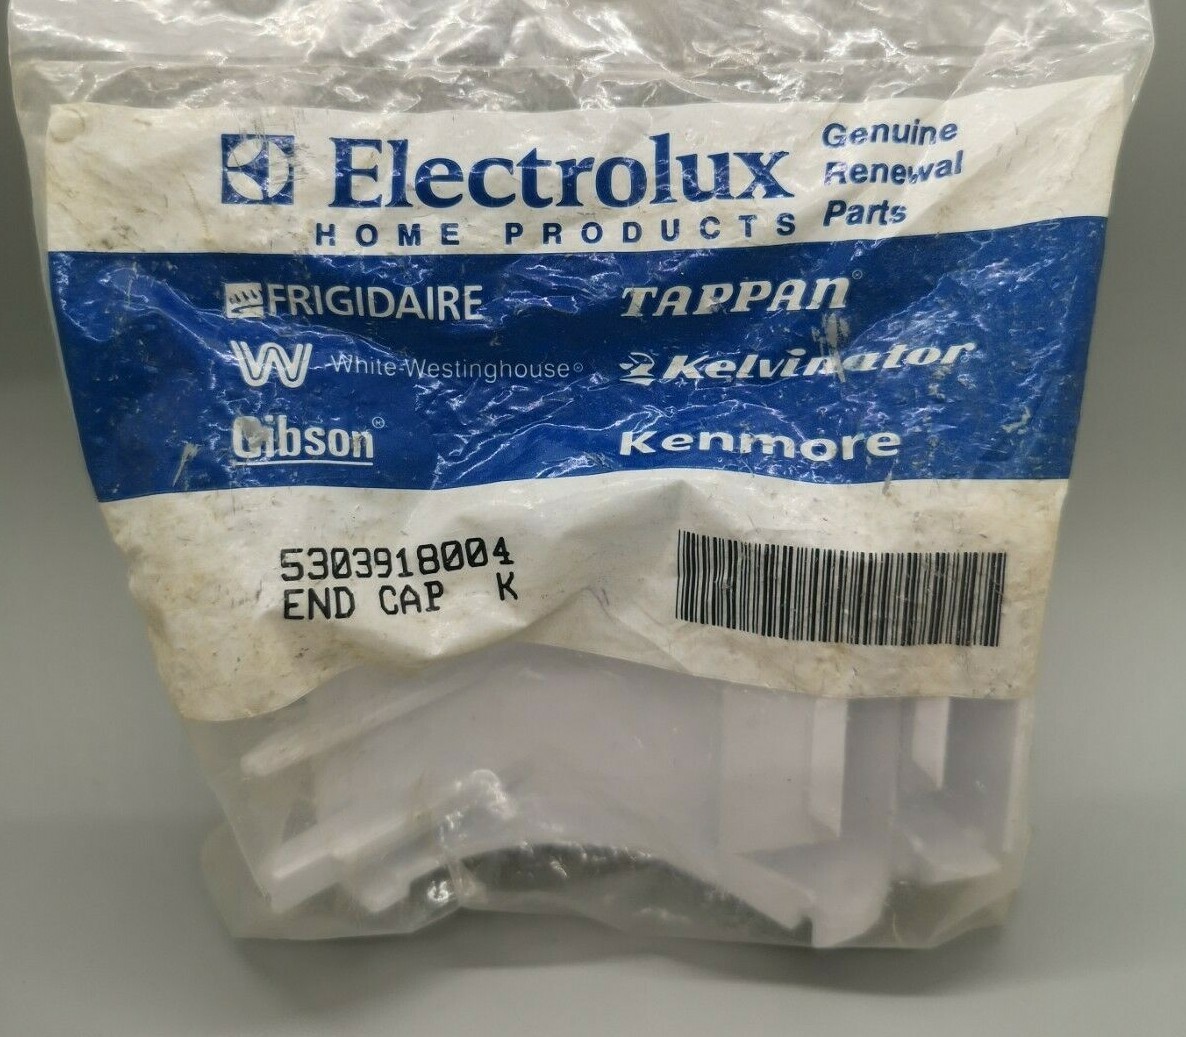 Electrolux
HOME PRODUCTS
Genuine
Renewal
Parts
FRIGIDAIRE
TAPPAN®
White-Westinghouse®
Kelvinator
Gibson®
Kenmore
5303918004
END CAP K